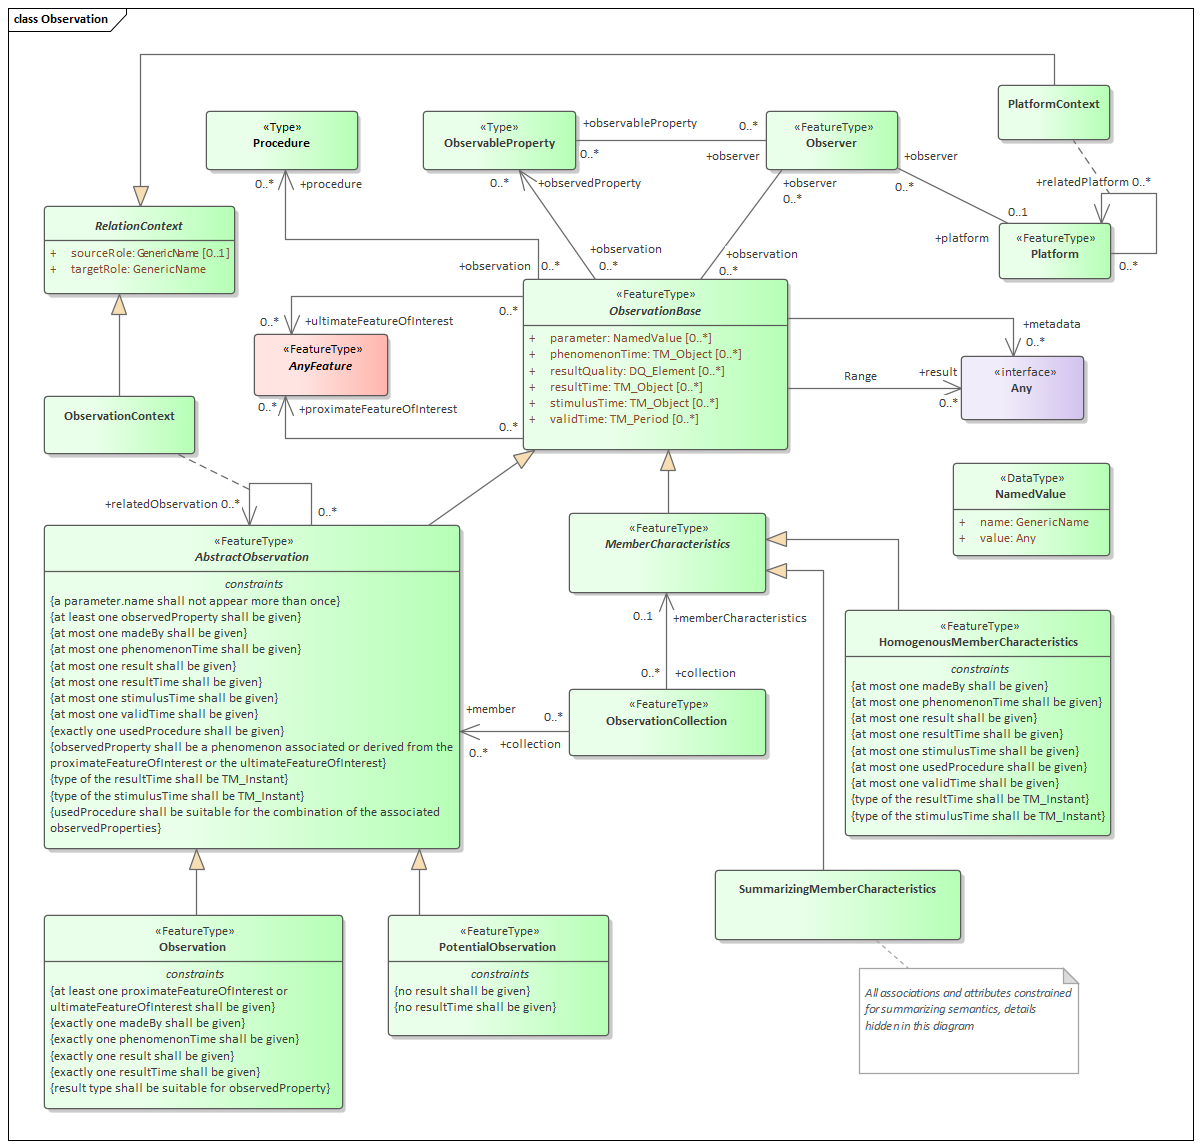 class Observation
PlatformContext
«Type»
Procedure
«Type»
ObservableProperty
+observableProperty
0..*
0..*
+observer
«FeatureType»
Observer
+observer
0..*
0..1
+platform
+relatedPlatform 0..*
«FeatureType»
Platform
0..*
0..*
+procedure
0..*
+observedProperty
+observer
0..*
RelationContext
+ sourceRole: GenericName [0..1]
+ targetRole: GenericName
+observation
0..*
+observation
0..*
+observation
0..*
«FeatureType»
ObservationBase
+ parameter: NamedValue [0..*]
+ phenomenonTime: TM_Object [0..*]
+ resultQuality: DQ_Element [0..*]
+ resultTime: TM_Object [0..*]
+ stimulusTime: TM_Object [0..*]
+ validTime: TM_Period [0..*]
0..*
0..*
+ultimateFeatureOfInterest
«FeatureType»
AnyFeature
0..*
+proximateFeatureOfInterest
0..*
+metadata
0..*
Range
+result
0..*
«interface»
Any
ObservationContext
«DataType»
NamedValue
+ name: GenericName
+ value: Any
+relatedObservation 0..*
0..*
«FeatureType»
AbstractObservation
constraints
{a parameter.name shall not appear more than once}
{at least one observedProperty shall be given}
{at most one madeBy shall be given}
{at most one phenomenonTime shall be given}
{at most one result shall be given}
{at most one resultTime shall be given}
{at most one stimulusTime shall be given}
{at most one validTime shall be given}
{exactly one usedProcedure shall be given}
{observedProperty shall be a phenomenon associated or derived from the
proximateFeatureOfInterest or the ultimateFeatureOfInterest}
{type of the resultTime shall be TM_Instant}
{type of the stimulusTime shall be TM_Instant}
{usedProcedure shall be suitable for the combination of the associated
observedProperties}
«FeatureType»
MemberCharacteristics
0..1
+memberCharacteristics
0..*
+collection
«FeatureType»
ObservationCollection
+member
0..*
0..*
+collection
«FeatureType»
HomogenousMemberCharacteristics
constraints
{at most one madeBy shall be given}
{at most one phenomenonTime shall be given}
{at most one result shall be given}
{at most one resultTime shall be given}
{at most one stimulusTime shall be given}
{at most one usedProcedure shall be given}
{at most one validTime shall be given}
{type of the resultTime shall be TM_Instant}
{type of the stimulusTime shall be TM_Instant}
SummarizingMemberCharacteristics
All associations and attributes constrained
for summarizing semantics, details
hidden in this diagram
«FeatureType»
Observation
constraints
{at least one proximateFeatureOfInterest or
ultimateFeatureOfInterest shall be given}
{exactly one madeBy shall be given}
{exactly one phenomenonTime shall be given}
{exactly one result shall be given}
{exactly one resultTime shall be given}
{result type shall be suitable for observedProperty}
«FeatureType»
PotentialObservation
constraints
{no result shall be given}
{no resultTime shall be given}